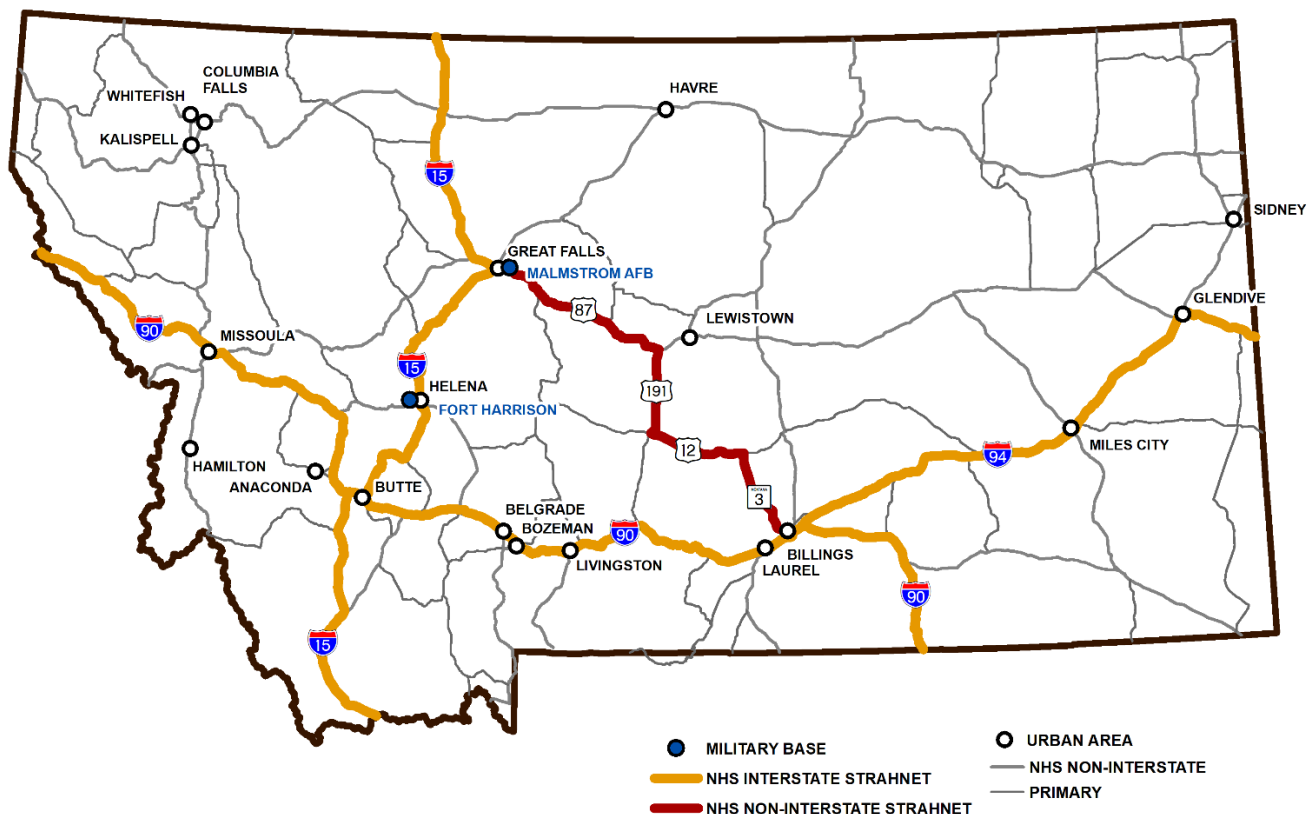 COLUMBIA
FALLS
WHITEFISH
KALISPELL
HAVRE
15
SIDNEY
GREAT FALLS
MALMSTROM AFB
87
GLENDIVE
90
MISSOULA
LEWISTOWN
15
HELENA
FORT HARRISON
191
12
MILES CITY
94
HAMILTON
ANACONDA
BUTTE
MONTANA
3
BELGRADE
BOZEMAN
90
LIVINGSTON
BILLINGS
LAUREL
90
15
MILITARY BASE
NHS INTERSTATE STRAHNET
NHS NON-INTERSTATE STRAHNET
URBAN AREA
NHS NON-INTERSTATE
PRIMARY